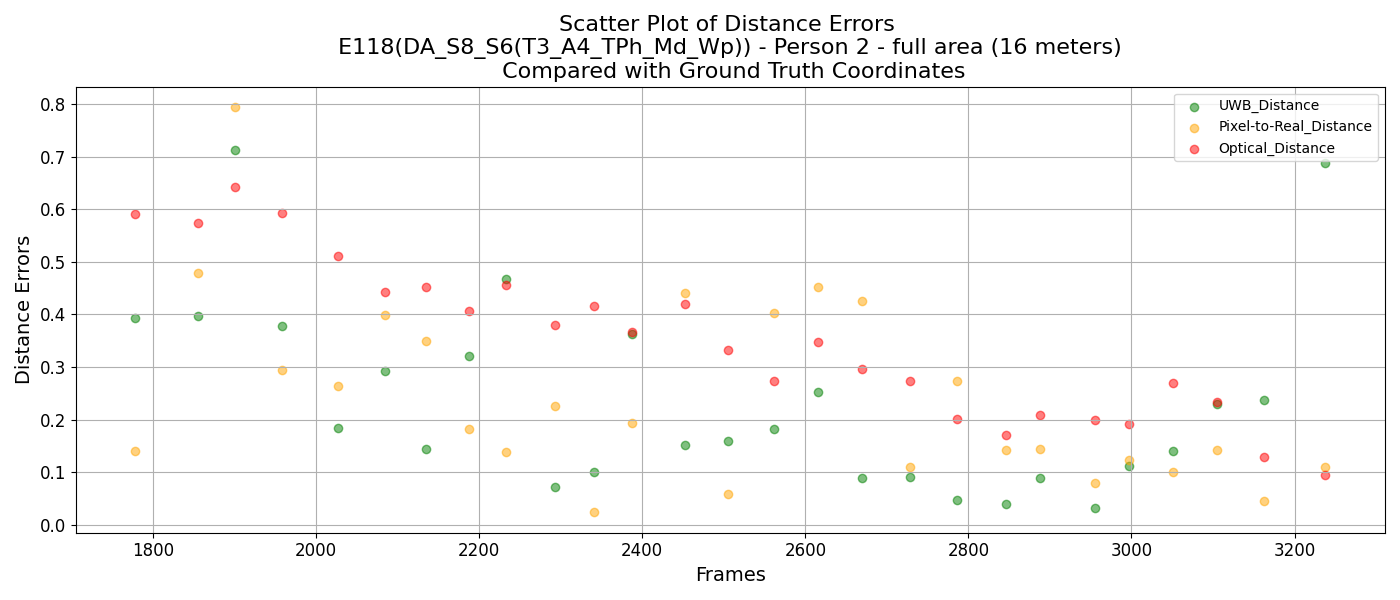 Scatter Plot of Distance Errors
E118(DA_S8_S6(T3_A4_TPh_Md_Wp)) - Person 2 - full area (16 meters)
Compared with Ground Truth Coordinates
UWB_Distance
Pixel-to-Real_Distance
Optical_Distance
Distance Errors
0.8
0.7
0.6
0.5
0.4
0.3
0.2
0.1
0.0
1800 2000 2200 2400 2600 2800 3000 3200
Frames